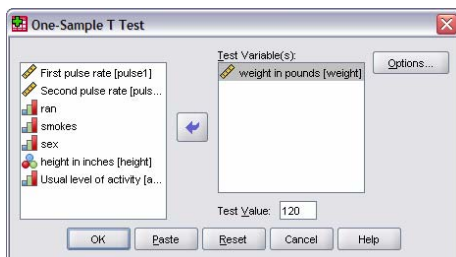 One-Sample T Test
Test Variable(s):
First pulse rate [pulse1]
Second pulse rate [puls...
ran
smokes
sex
height in inches [height]
Usual level of activity [a...
weight in pounds [weight]
Options...
Test Value: 120
OK Paste Reset Cancel Help